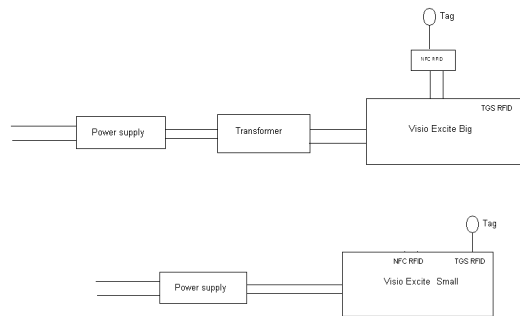 Tag
NFC RFID
TGS RFID
Power supply
Transformer
Visio Excite Big
Tag
NFC RFID TGS RFID
Power supply
Visio Excite Small